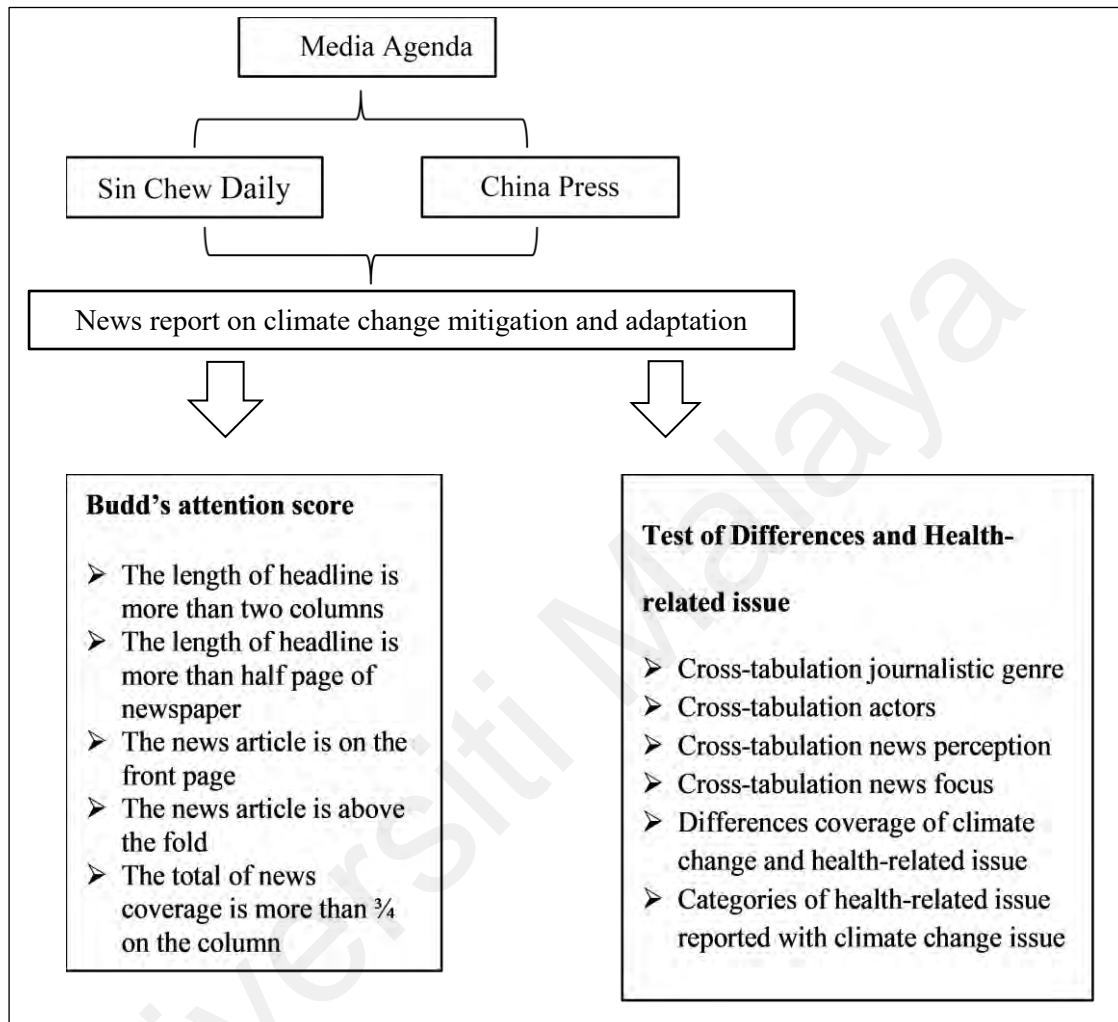 Media Agenda
Sin Chew Daily
China Press
News report on climate change mitigation and adaptation
Budd’s attention score
➢ The length of headline is
more than two columns
➢ The length of headline is
more than half page of
newspaper
➢ The news article is on the
front page
➢ The news article is above
the fold
➢ The total of news
coverage is more than ¾
on the column
Test of Differences and Health-
related issue
➢ Cross-tabulation journalistic genre
➢ Cross-tabulation actors
➢ Cross-tabulation news perception
➢ Cross-tabulation news focus
➢ Differences coverage of climate
change and health-related issue
➢ Categories of health-related issue
reported with climate change issue
versiti Malaya